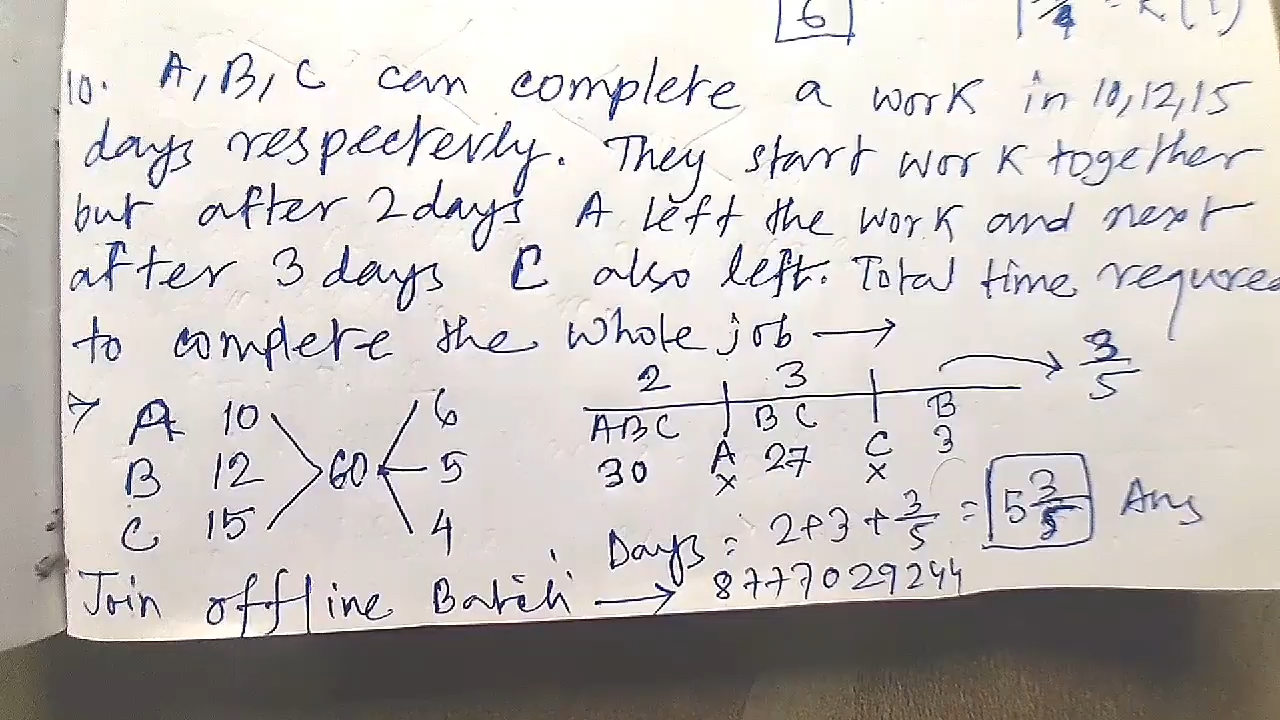 6
10. A, B, C can complete a work in 10, 12, 15
days respecterly. They start work together
but after 2 days A left the work and next
after 3 days C also left. Total time requred
to complete the whole job →
2 3 → 3/5
A 10 6 ABC BC B
B 12 60 5 30 A x 27 C x 3
C 15 4
Days = 2+3+3/5 = 5 3/5 Ans
Join offline Batch → 8777029244